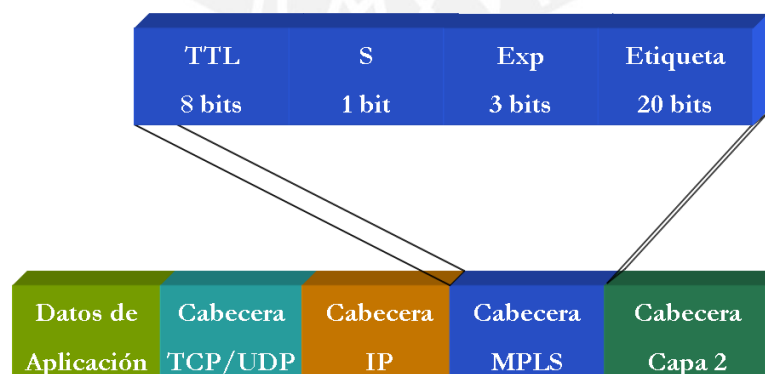 TTL S Exp Etiqueta
8 bits 1 bit 3 bits 20 bits
Datos de Cabecera Cabecera Cabecera Cabecera
Aplicación TCP/UDP IP MPLS Capa 2